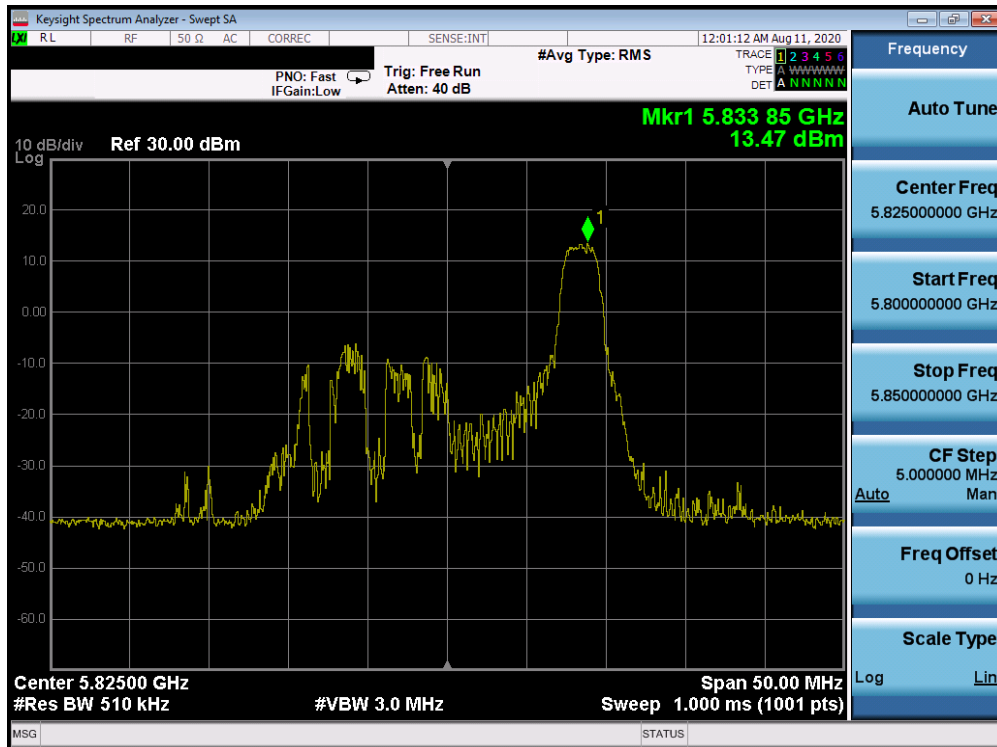 Keysight Spectrum Analyzer - Swept SA
LXI RL RF 50 Ω AC CORREC SENSE:INT 12:01:12 AM Aug 11, 2020
PNO: Fast
IFGain:Low
Trig: Free Run
Atten: 40 dB
#Avg Type: RMS
TRACE 1 2 3 4 5 6
TYPE A WWWWW
DET A N N N N N
Mkr1 5.833 85 GHz
13.47 dBm
10 dB/div Ref 30.00 dBm
Log
1
20.0
10.0
0.00
-10.0
-20.0
-30.0
-40.0
-50.0
-60.0
Center 5.82500 GHz Span 50.00 MHz
#Res BW 510 kHz #VBW 3.0 MHz Sweep 1.000 ms (1001 pts)
MSG STATUS
Frequency
Auto Tune
Center Freq
5.825000000 GHz
Start Freq
5.800000000 GHz
Stop Freq
5.850000000 GHz
CF Step
5.000000 MHz
Auto Man
Freq Offset
0 Hz
Scale Type
Log Lin